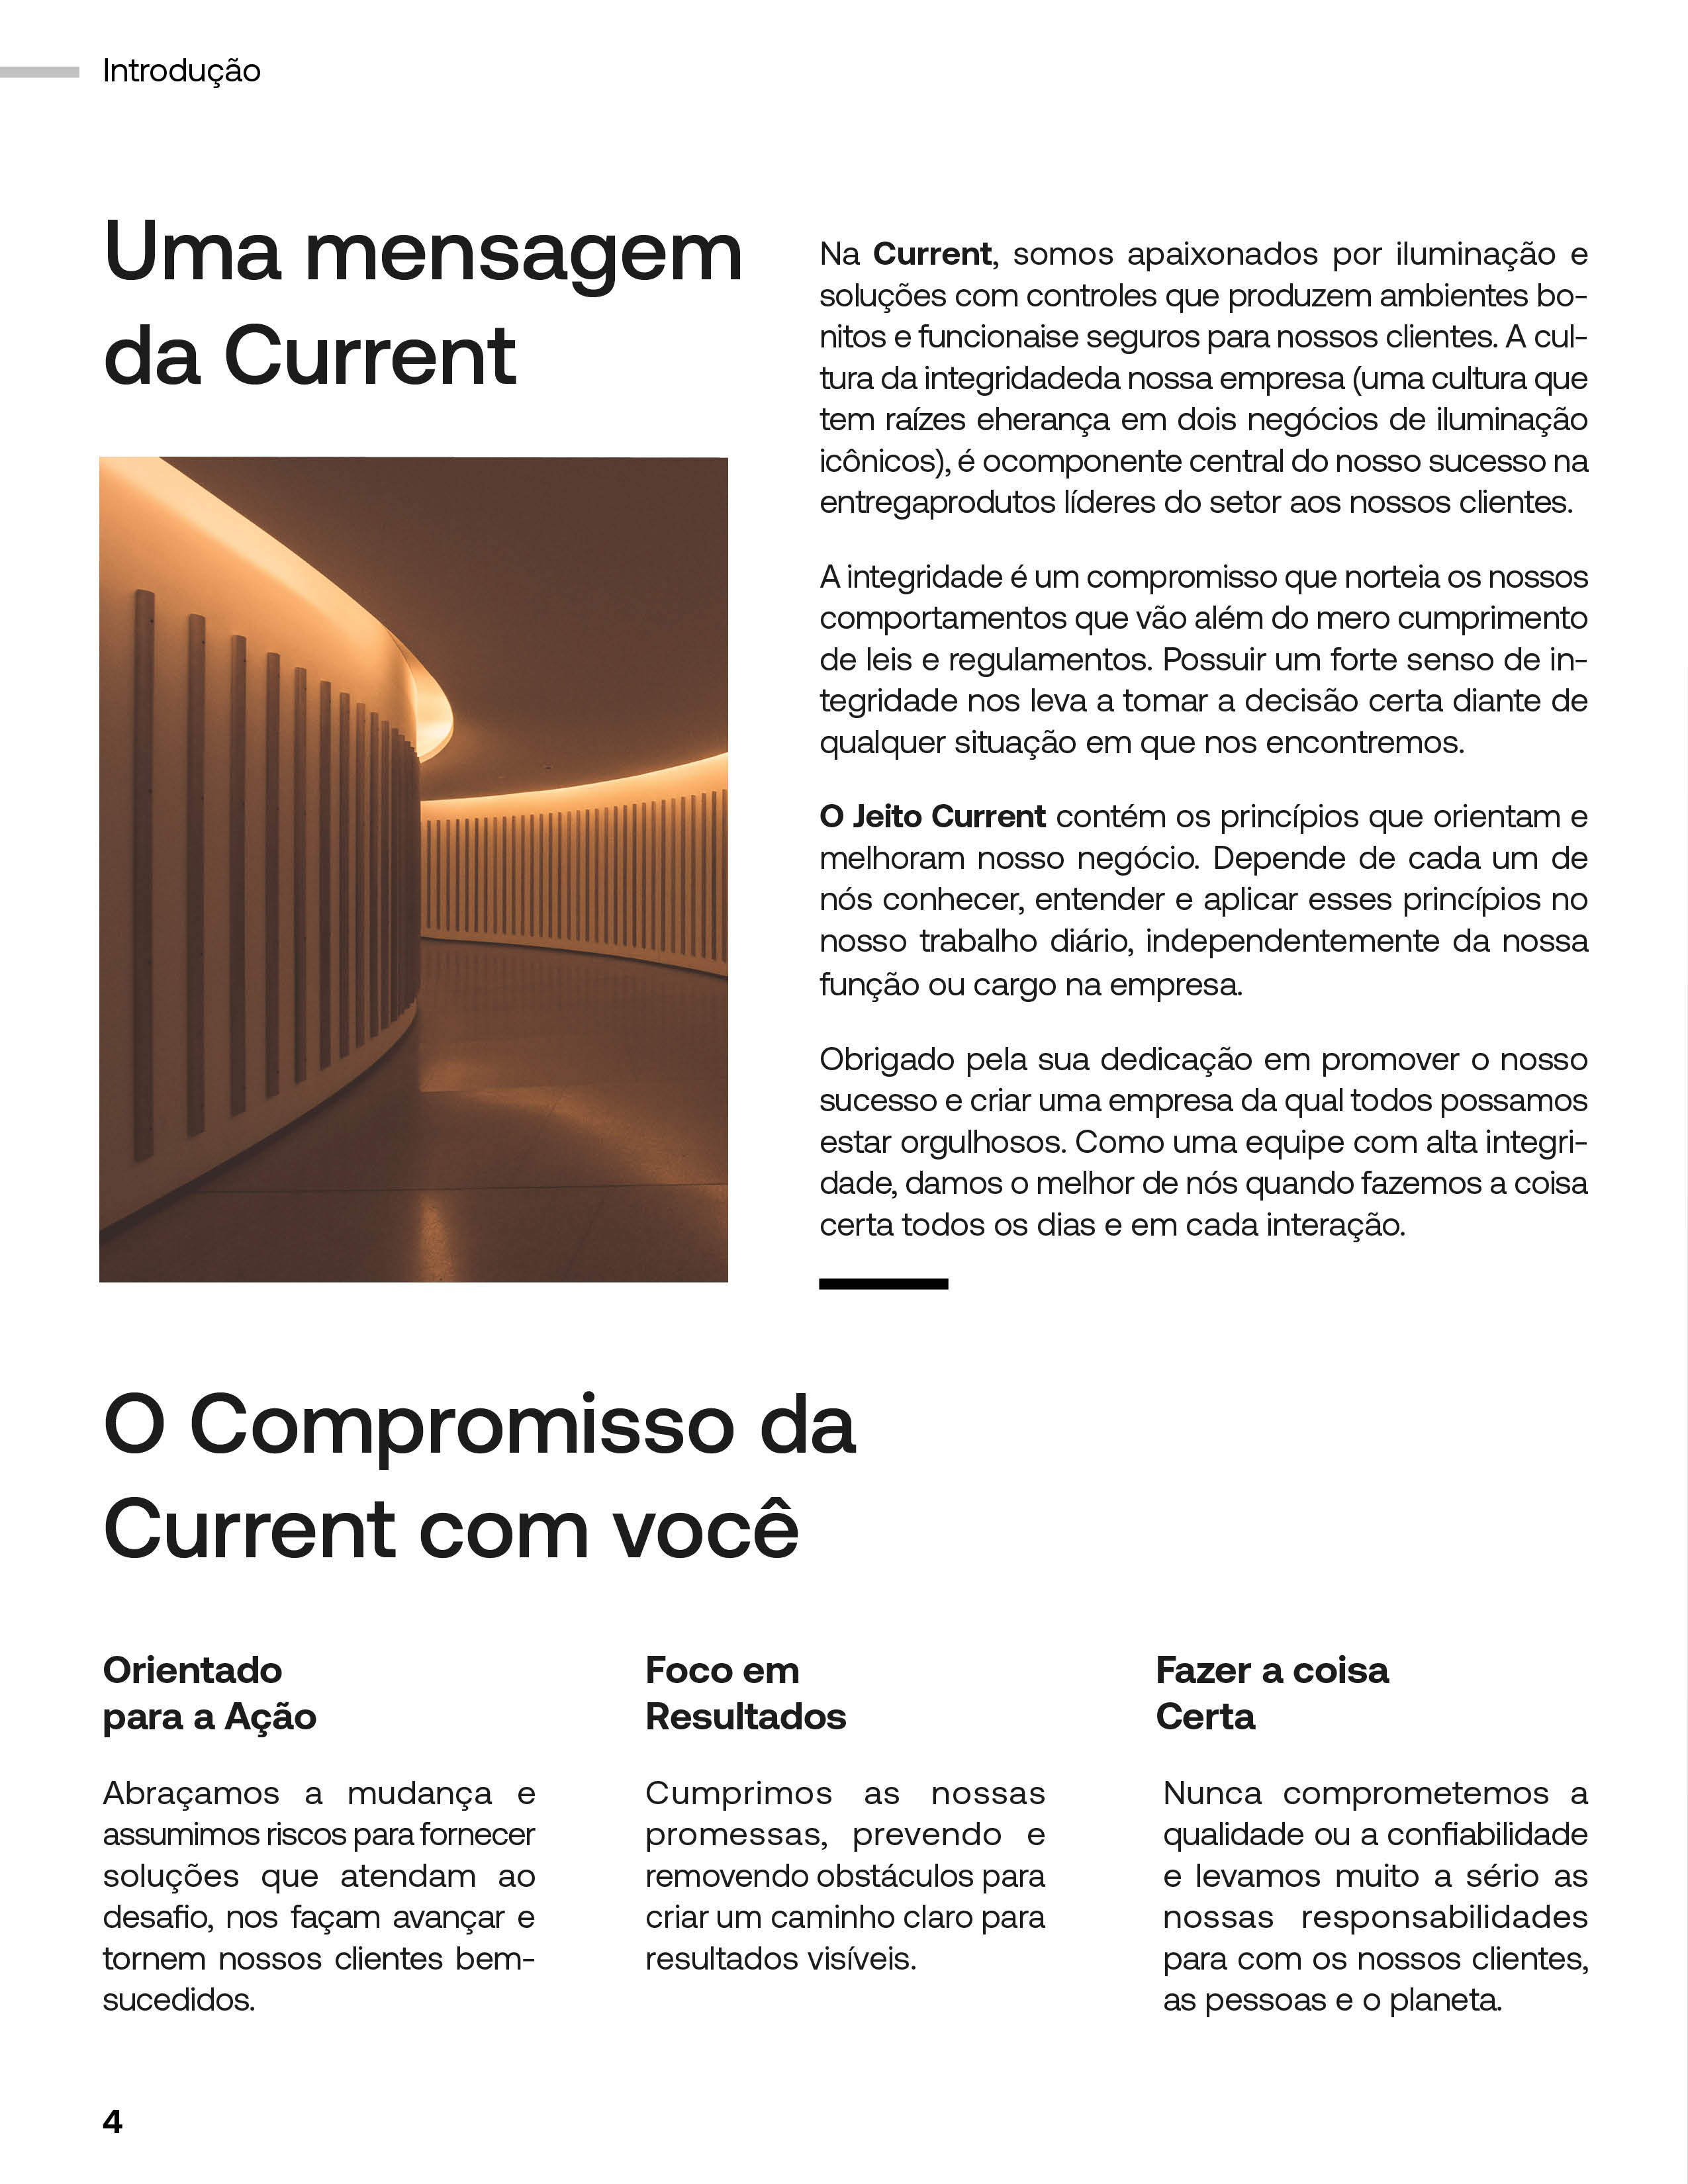 Introdução
Uma mensagem
da Current
Na Current, somos apaixonados por iluminação e
soluções com controles que produzem ambientes bo-
nitos e funcionaise seguros para nossos clientes. A cul-
tura da integridadeda nossa empresa (uma cultura que
tem raízes eherança em dois negócios de iluminação
icônicos), é ocomponente central do nosso sucesso na
entregaprodutos líderes do setor aos nossos clientes.
A integridade é um compromisso que norteia os nossos
comportamentos que vão além do mero cumprimento
de leis e regulamentos. Possuir um forte senso de in-
tegridade nos leva a tomar a decisão certa diante de
qualquer situação em que nos encontremos.
O Jeito Current contém os princípios que orientam e
melhoram nosso negócio. Depende de cada um de
nós conhecer, entender e aplicar esses princípios no
nosso trabalho diário, independentemente da nossa
função ou cargo na empresa.
Obrigado pela sua dedicação em promover o nosso
sucesso e criar uma empresa da qual todos possamos
estar orgulhosos. Como uma equipe com alta integri-
dade, damos o melhor de nós quando fazemos a coisa
certa todos os dias e em cada interação.
O Compromisso da
Current com você
Orientado
para a Ação
Abraçamos a mudança e
assumimos riscos para fornecer
soluções que atendam ao
desafio, nos façam avançar e
tornem nossos clientes bem-
sucedidos.
Foco em
Resultados
Cumprimos as nossas
promessas, prevendo e
removendo obstáculos para
criar um caminho claro para
resultados visíveis.
Fazer a coisa
Certa
Nunca comprometemos a
qualidade ou a confiabilidade
e levamos muito a sério as
nossas responsabilidades
para com os nossos clientes,
as pessoas e o planeta.
4